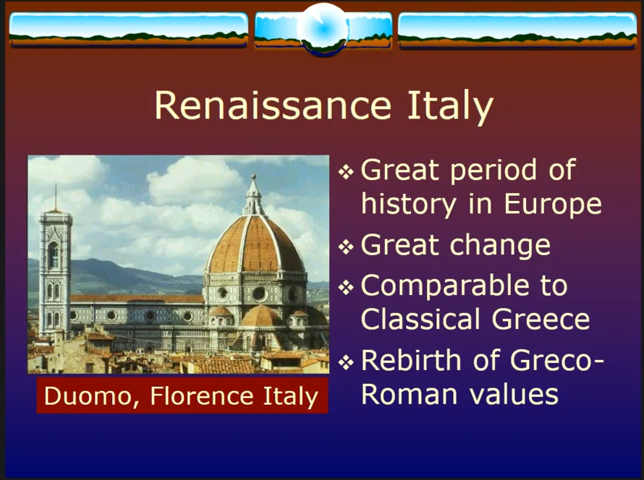 Renaissance Italy
Great period of
history in Europe
Great change
Comparable to
Classical Greece
Rebirth of Greco-
Roman values
Duomo, Florence Italy